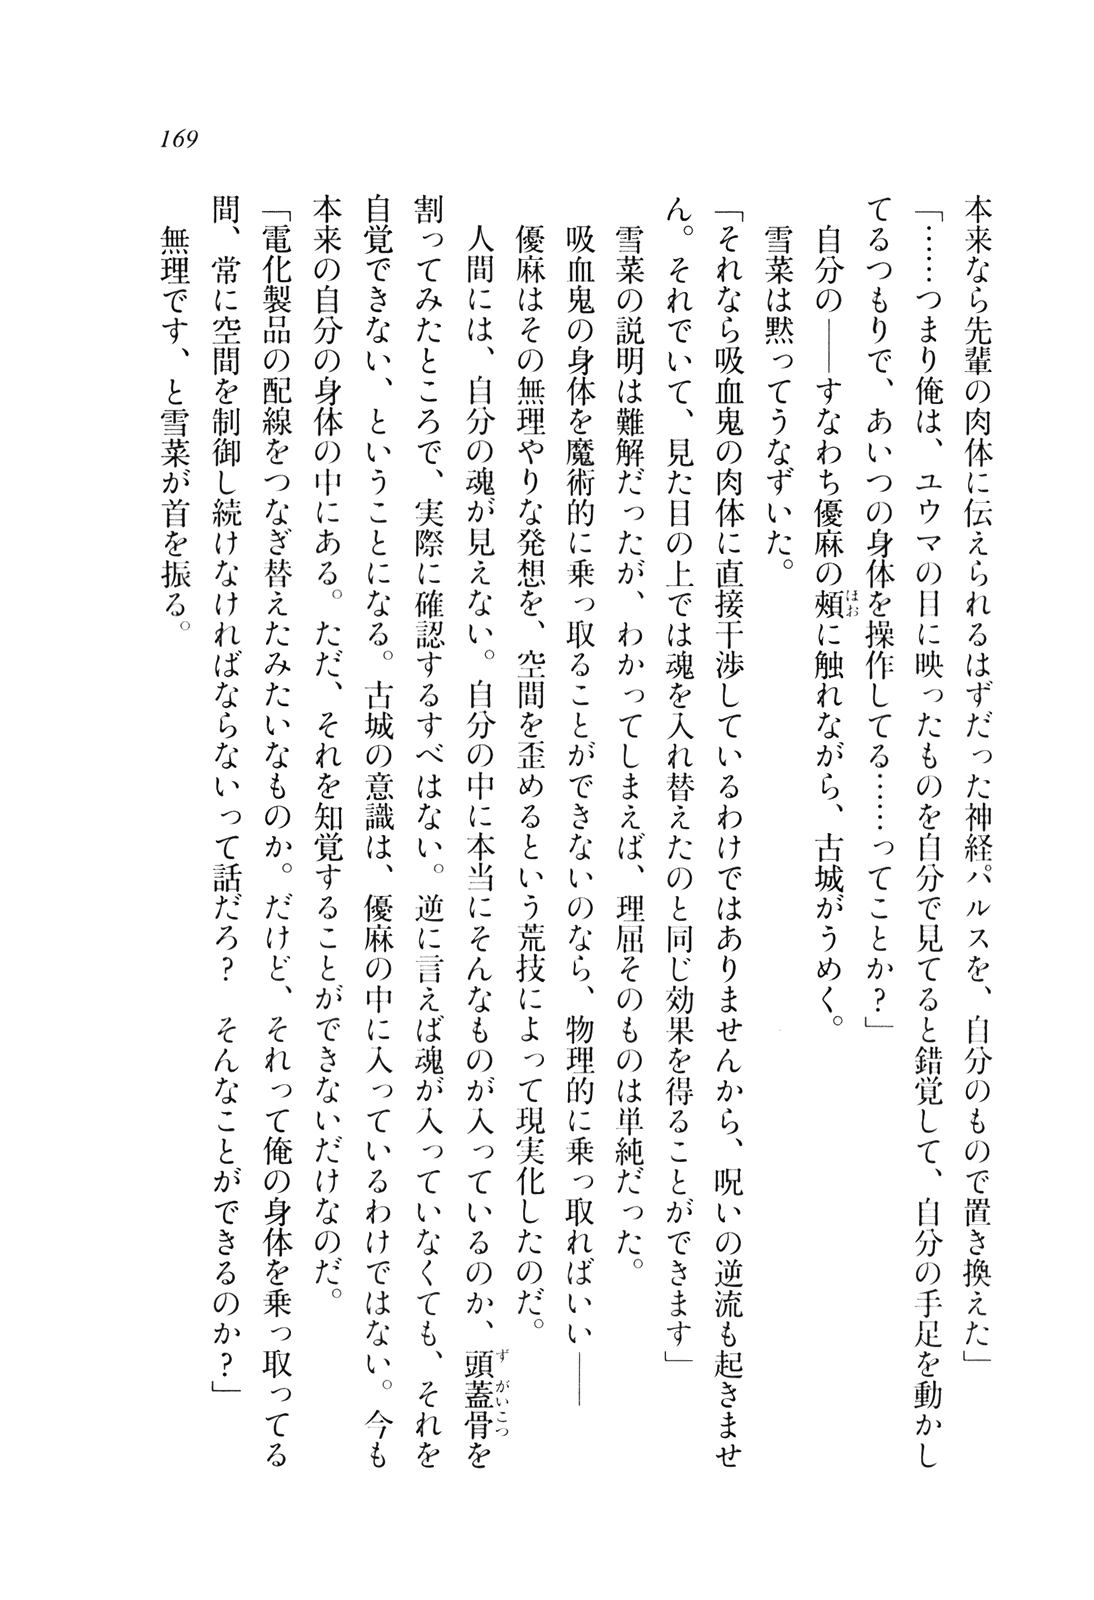 169
本来なら先輩の肉体に伝えられるはずだった神経パルスを、自分のもので置き換えた」
「……つまり俺は、ユウマの目に映ったものを自分で見てると錯覚して、自分の手足を動かし
てるつもりで、あいつの身体を操作してる……ってことか?」
自分の――すなわち優麻の頰に触れながら、古城がうめく。
雪菜は黙ってうなずいた。
「それなら吸血鬼の肉体に直接干渉しているわけではありませんから、呪いの逆流も起きませ
ん。それでいて、見た目の上では魂を入れ替えたのと同じ効果を得ることができます」
雪菜の説明は難解だったが、わかってしまえば、理屈そのものは単純だった。
吸血鬼の身体を魔術的に乗っ取ることができないのなら、物理的に乗っ取ればいい――
優麻はその無理やりな発想を、空間を歪めるという荒技によって現実化したのだ。
人間には、自分の魂が見えない。自分の中に本当にそんなものが入っているのか、頭蓋骨を
割ってみたところで、実際に確認するすべはない。逆に言えば魂が入っていなくても、それを
自覚できない、ということになる。古城の意識は、優麻の中に入っているわけではない。今も
本来の自分の身体の中にある。ただ、それを知覚することができないだけなのだ。
「電化製品の配線をつなぎ替えたみたいなものか。だけど、それって俺の身体を乗っ取ってる
間、常に空間を制御し続けなければならないって話だろ? そんなことができるのか?」
無理です、と雪菜が首を振る。